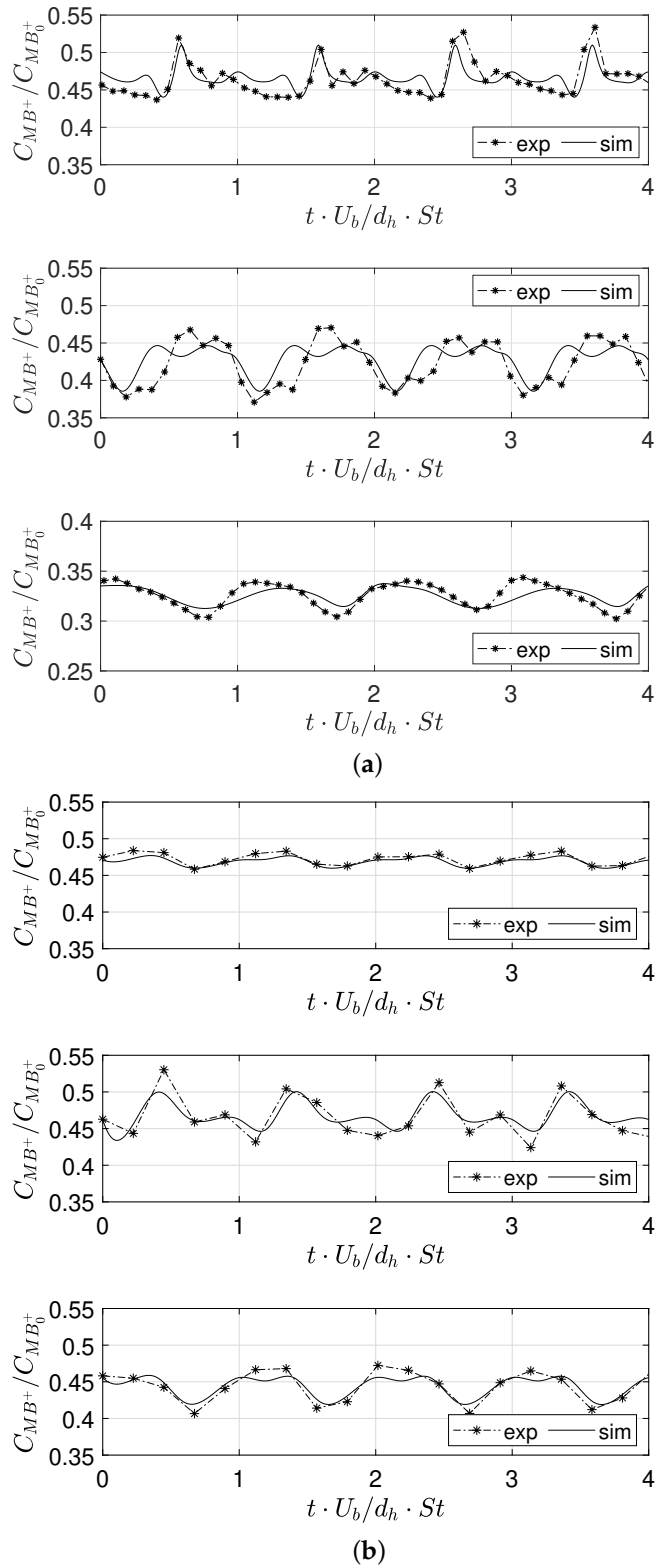 0.55
0.5
0.45
0.4
0.35
C_{MB^+}/C_{MB_0^+}
exp sim
0 1 2 3 4
t · U_b/d_h · St
0.55
0.5
0.45
0.4
0.35
C_{MB^+}/C_{MB_0^+}
exp sim
0 1 2 3 4
t · U_b/d_h · St
0.4
0.35
0.3
0.25
C_{MB^+}/C_{MB_0^+}
exp sim
0 1 2 3 4
t · U_b/d_h · St
(a)
0.55
0.5
0.45
0.4
0.35
C_{MB^+}/C_{MB_0^+}
exp sim
0 1 2 3 4
t · U_b/d_h · St
0.55
0.5
0.45
0.4
0.35
C_{MB^+}/C_{MB_0^+}
exp sim
0 1 2 3 4
t · U_b/d_h · St
0.55
0.5
0.45
0.4
0.35
C_{MB^+}/C_{MB_0^+}
exp sim
0 1 2 3 4
t · U_b/d_h · St
(b)